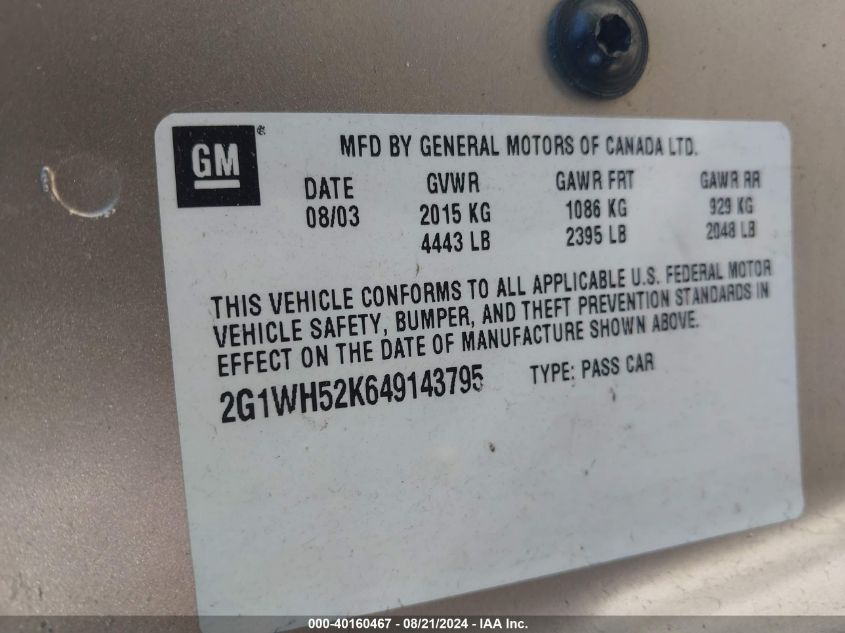 GM®
MFD BY GENERAL MOTORS OF CANADA LTD.
DATE GVWR GAWR FRT GAWR RR
08/03 2015 KG 1086 KG 929 KG
4443 LB 2395 LB 2048 LB
THIS VEHICLE CONFORMS TO ALL APPLICABLE U.S. FEDERAL MOTOR
VEHICLE SAFETY, BUMPER, AND THEFT PREVENTION STANDARDS IN
EFFECT ON THE DATE OF MANUFACTURE SHOWN ABOVE.
2G1WH52K649143795 TYPE: PASS CAR
000-40160467 - 08/21/2024 - IAA Inc.